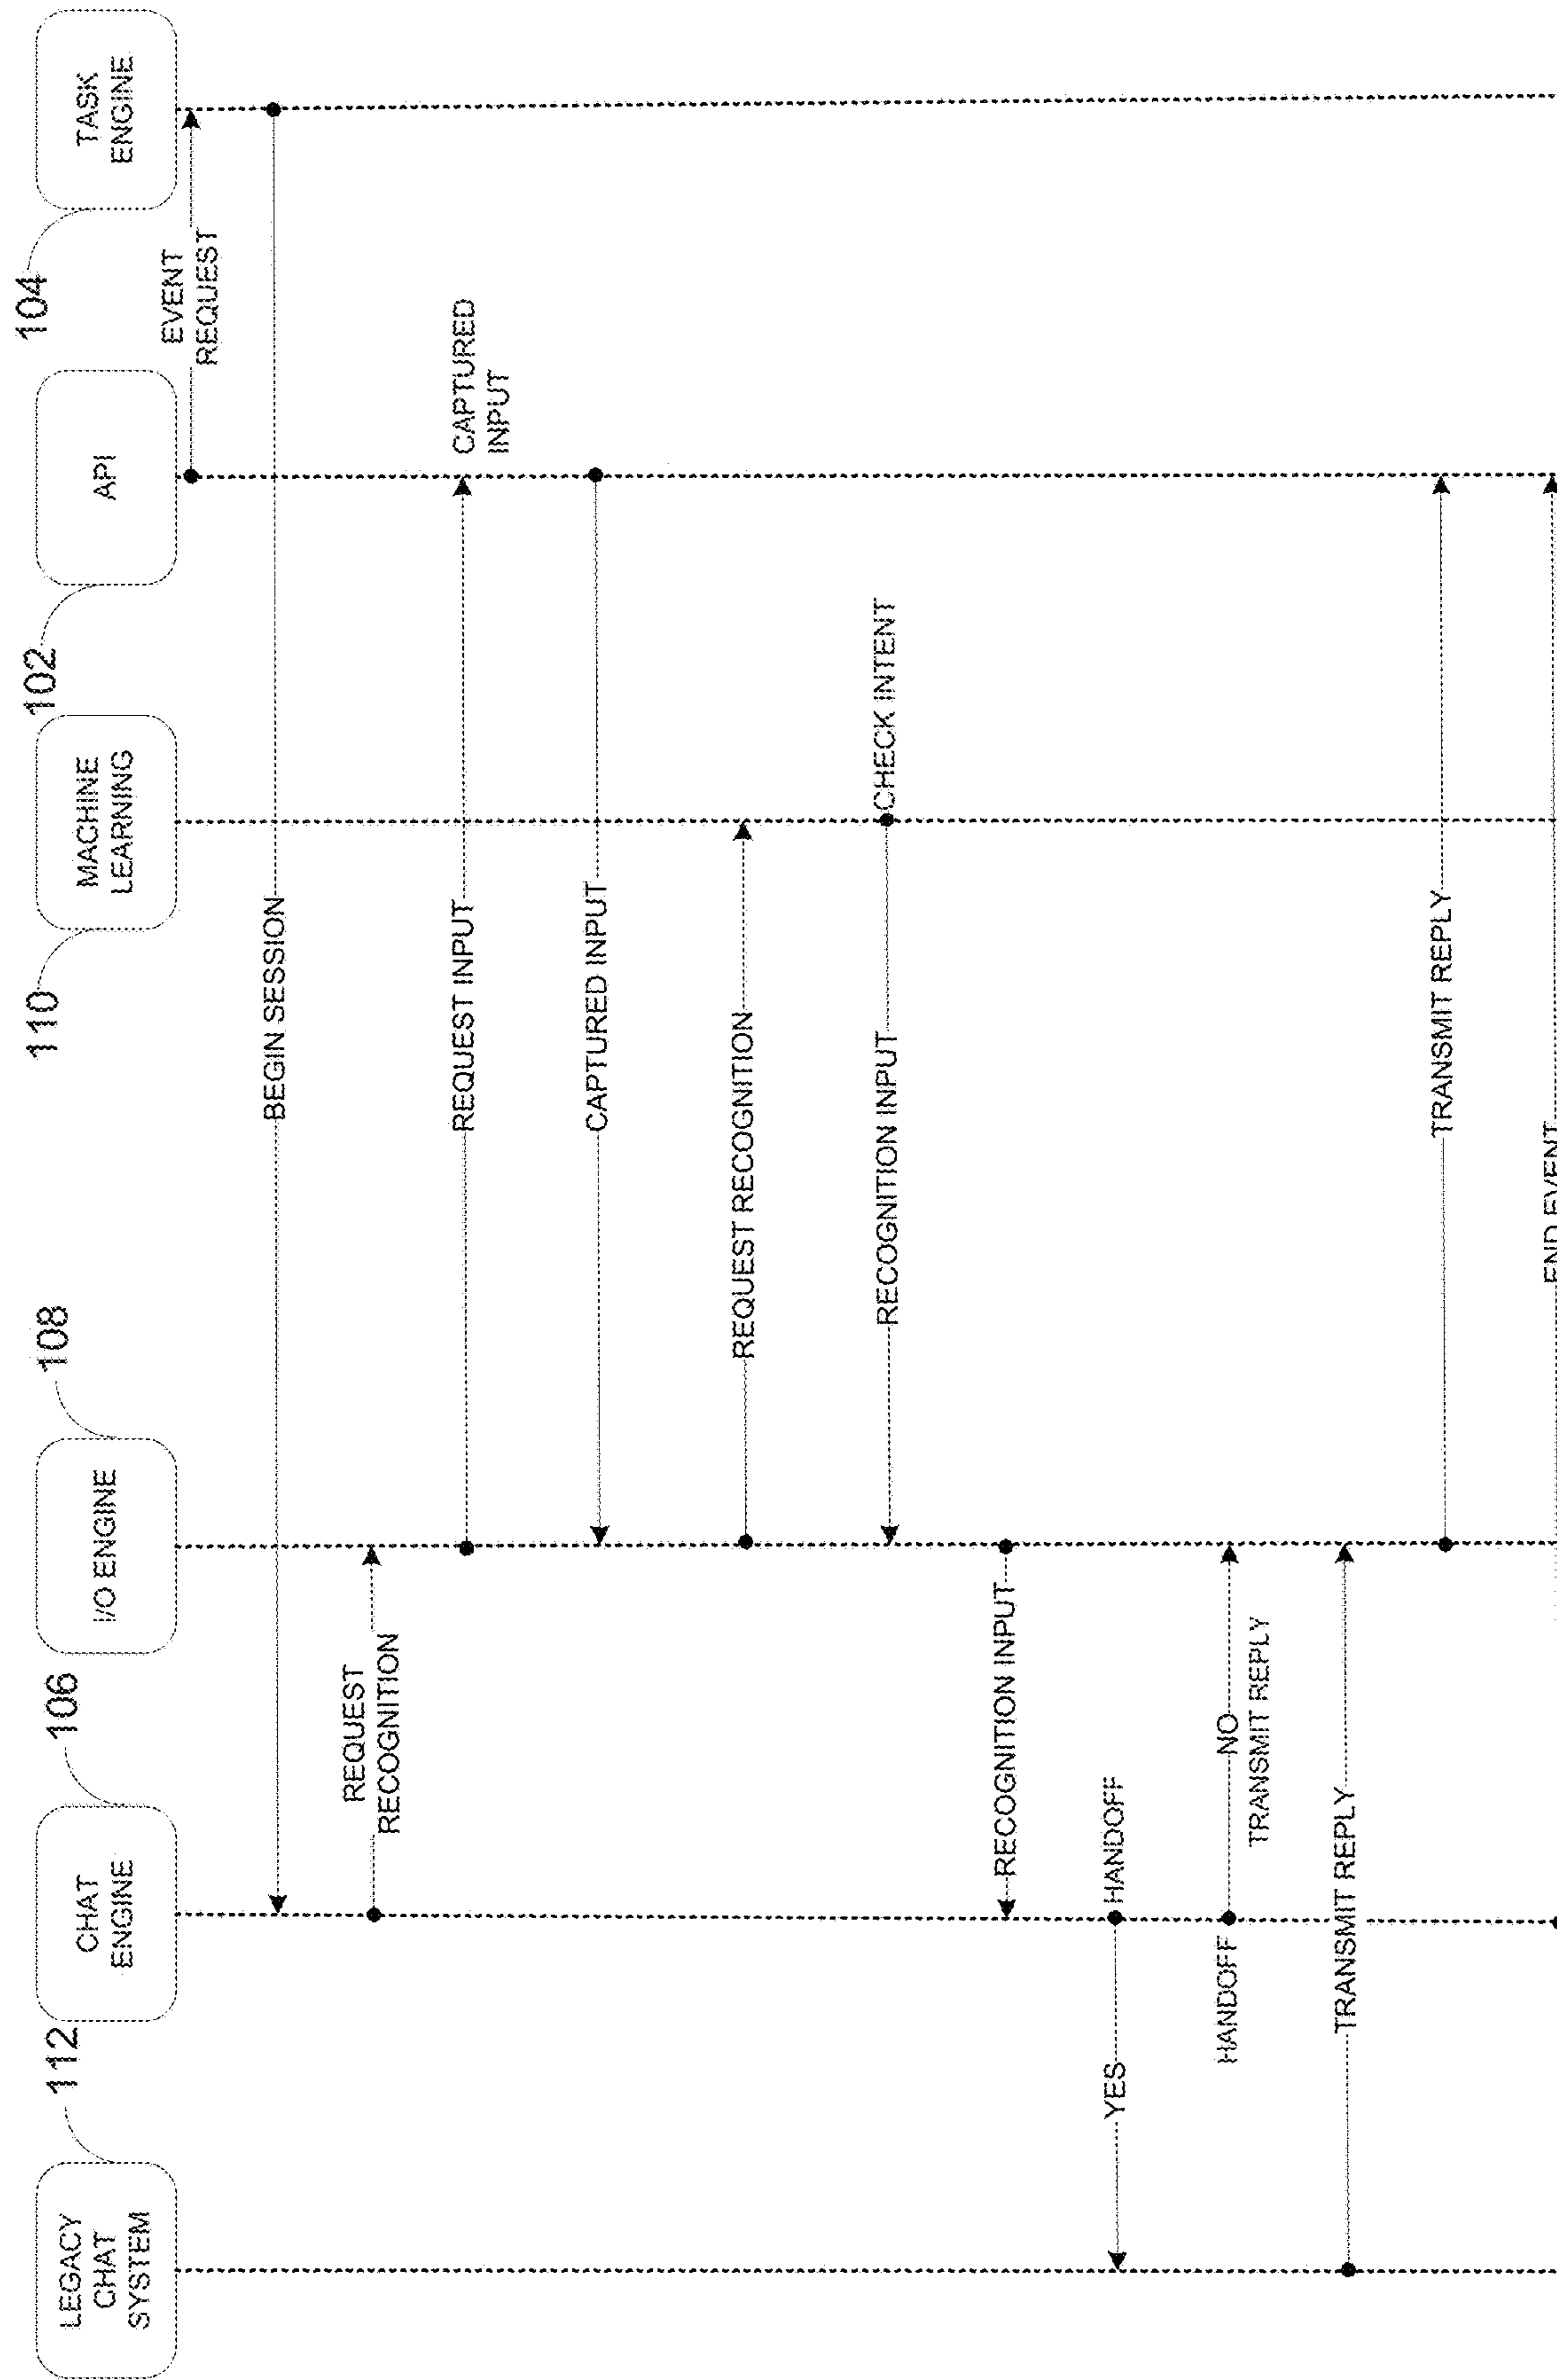 LEGACY
CHAT
SYSTEM
112
CHAT
ENGINE
106
I/O ENGINE
108
MACHINE
LEARNING
110
API
102
TASK
ENGINE
104
EVENT
REQUEST
BEGIN SESSION
REQUEST
RECOGNITION
REQUEST INPUT
CAPTURED
INPUT
CAPTURED INPUT
REQUEST RECOGNITION
RECOGNITION INPUT
CHECK INTENT
RECOGNITION INPUT
YES
HANDOFF
HANDOFF
NO
TRANSMIT REPLY
TRANSMIT REPLY
TRANSMIT REPLY
END EVENT